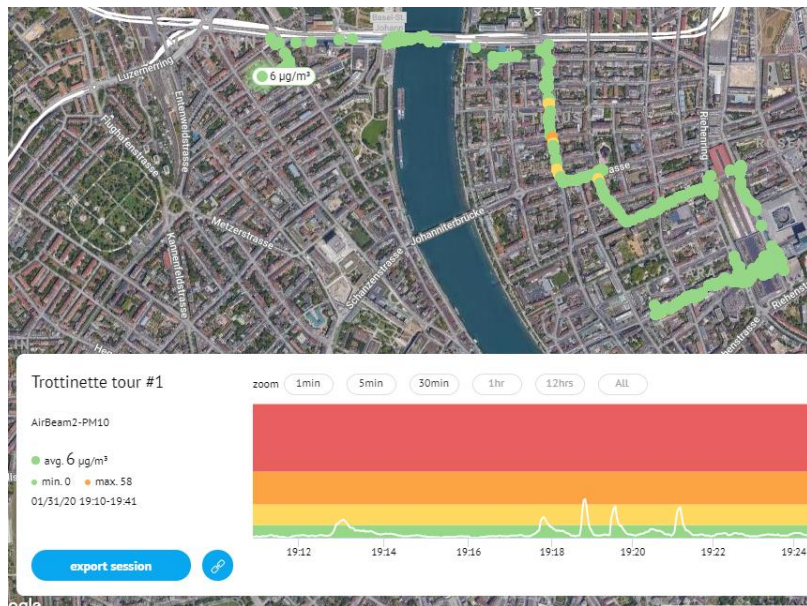 Basel-St.
Johann
Luzernerring
6 µg/m³
Entenweidstrasse
Flughafenstrasse
Riehenring
Metzerstrasse
Johanniterbrücke
Kannenfeldstrasse
Schanzenstrasse
Trottinette tour #1
zoom 1min 5min 30min 1hr 12hrs All
AirBeam2-PM10
avg. 6 µg/m³
min. 0 max. 58
01/31/20 19:10-19:41
export session
19:12 19:14 19:16 19:18 19:20 19:22 19:24